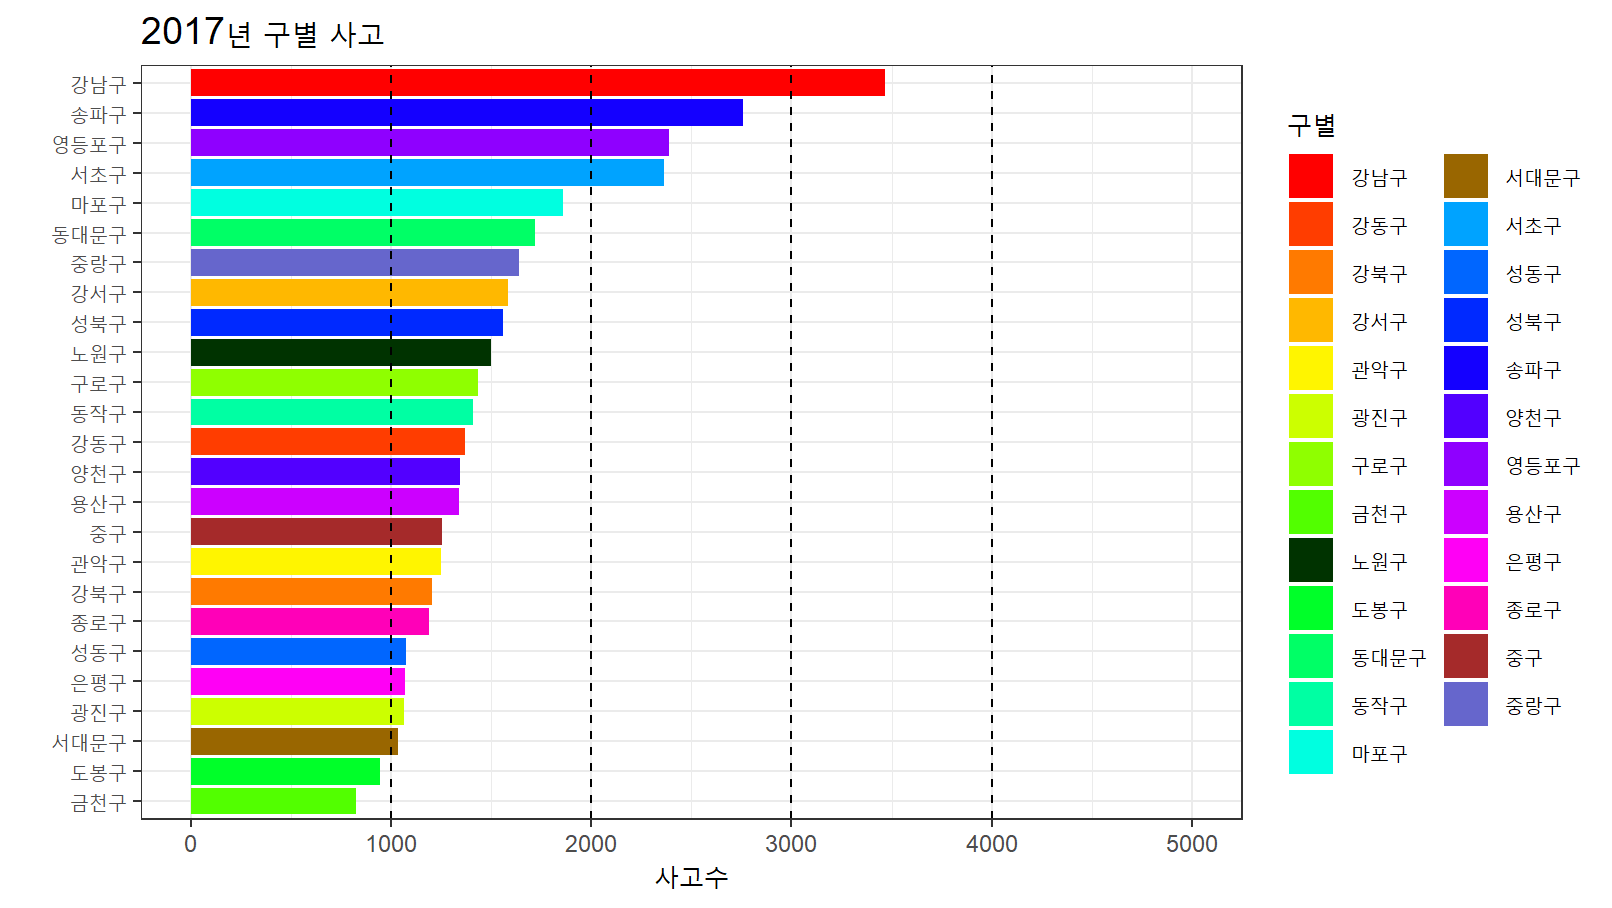 2017년 구별 사고
강남구
송파구
영등포구
서초구
마포구
동대문구
중랑구
강서구
성북구
노원구
구로구
동작구
강동구
양천구
용산구
중구
관악구
강북구
종로구
성동구
은평구
광진구
서대문구
도봉구
금천구
0 1000 2000 3000 4000 5000
사고수
구별
강남구 서대문구
강동구 서초구
강북구 성동구
강서구 성북구
관악구 송파구
광진구 양천구
구로구 영등포구
금천구 용산구
노원구 은평구
도봉구 종로구
동대문구 중구
동작구 중랑구
마포구